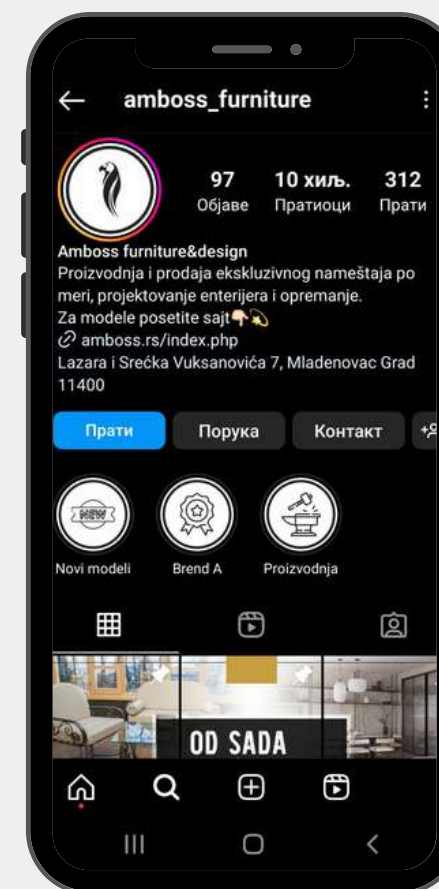 amboss_furniture
97 10 хиљ. 312
Објаве Пратиоци Прати
Amboss furniture&design
Proizvodnja i prodaja ekskluzivnog nameštaja po
meri, projektovanje enterijera i opremanje.
Za modele posetite sajt👇🏻💫
amboss.rs/index.php
Lazara i Srećka Vuksanovića 7, Mladenovac Grad
11400
Прати Порука Контакт
NEW
Novi modeli Brend A Proizvodnja
OD SADA